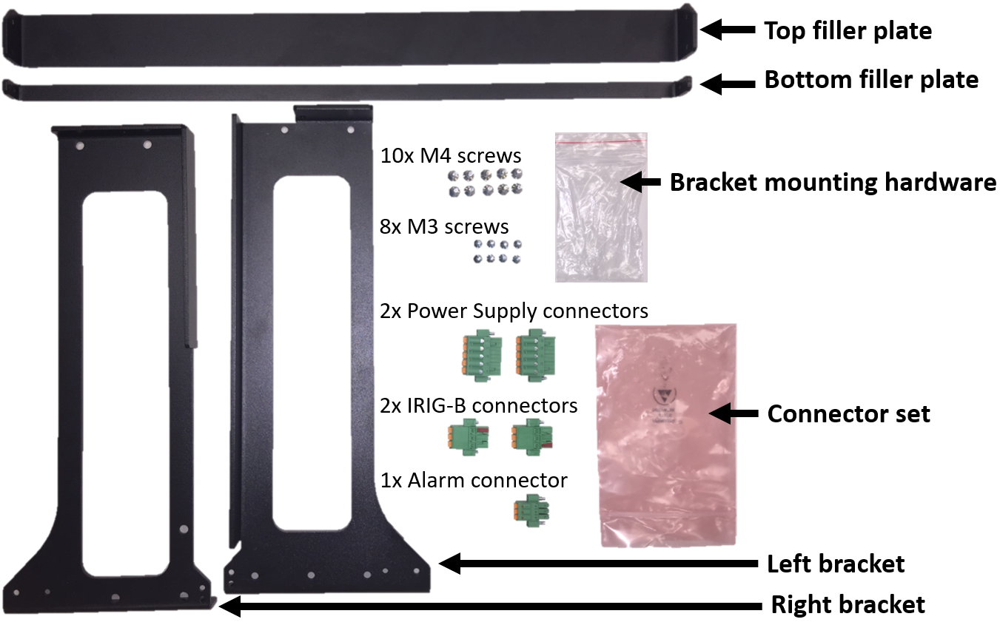 Top filler plate
Bottom filler plate
10x M4 screws
Bracket mounting hardware
8x M3 screws
2x Power Supply connectors
2x IRIG-B connectors
Connector set
1x Alarm connector
Left bracket
Right bracket